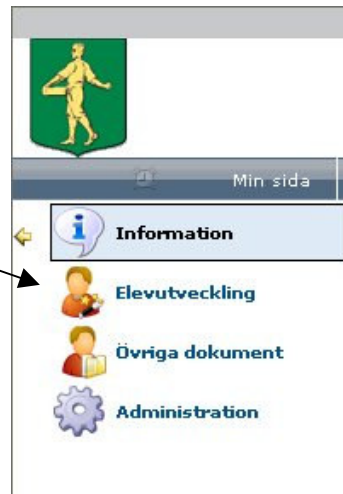 Min sida
Information
Elevutveckling
Övriga dokument
Administration